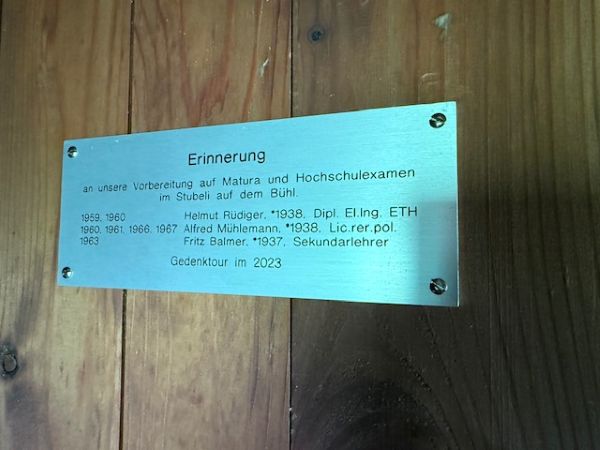 Erinnerung
an unsere Vorbereitung auf Matura und Hochschulexamen
im Stubeli auf dem Bühl.
1959, 1960 Helmut Rüdiger, *1938, Dipl. El.Ing. ETH
1960, 1961, 1966, 1967 Alfred Mühlemann, *1938, Lic.rer.pol.
1963 Fritz Balmer, *1937, Sekundarlehrer
Gedenktour im 2023